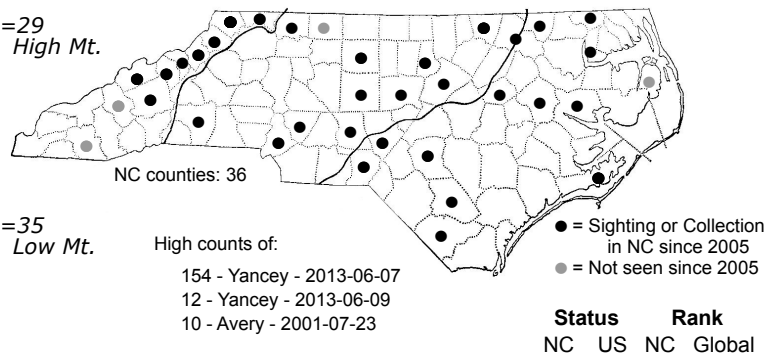 =29
High Mt.
NC counties: 36
=35
Low Mt.
High counts of:
154 - Yancey - 2013-06-07
12 - Yancey - 2013-06-09
10 - Avery - 2001-07-23
= Sighting or Collection
in NC since 2005
= Not seen since 2005
Status Rank
NC US NC Global